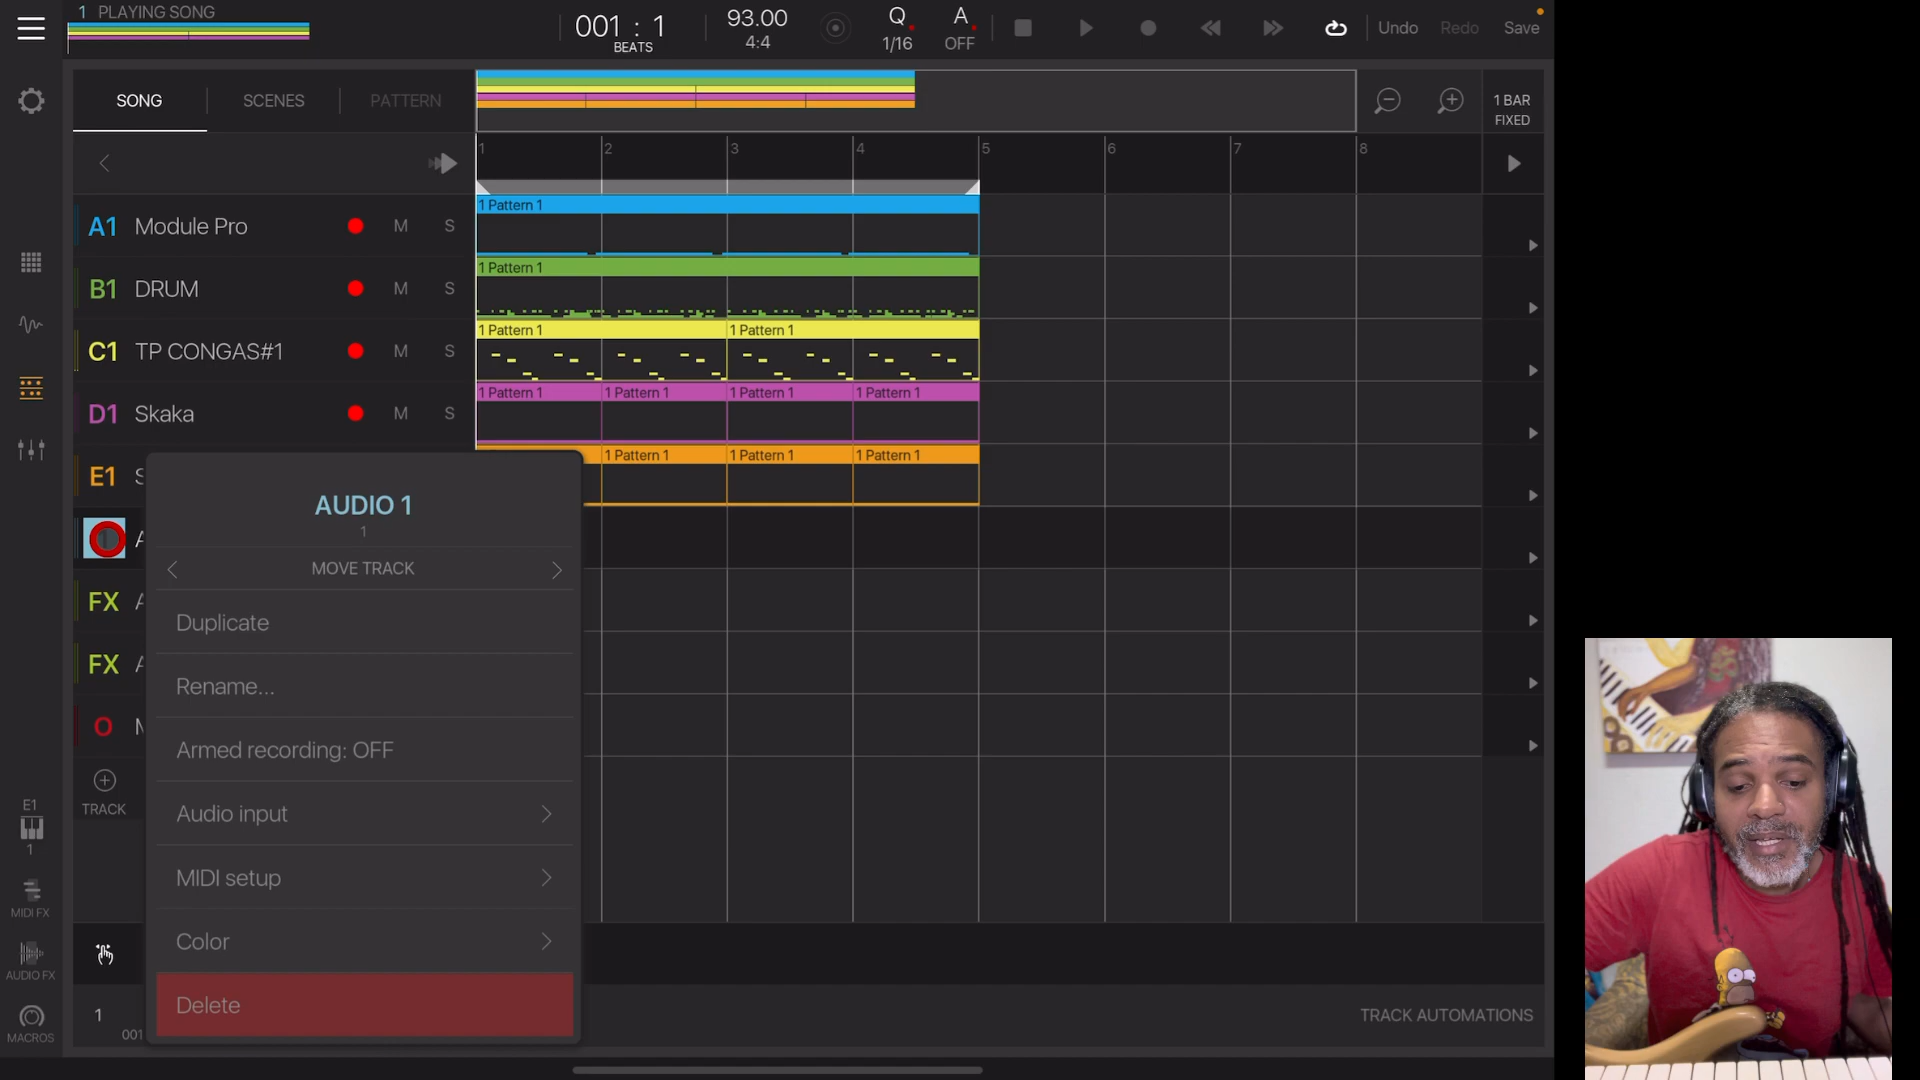 1 PLAYING SONG
001 : 1
BEATS
93.00
4:4
Q
1/16
A
OFF
Undo
Redo
Save
SONG
SCENES
PATTERN
1 BAR
FIXED
1
2
3
4
5
6
7
8
A1 Module Pro M S
1 Pattern 1
B1 DRUM M S
1 Pattern 1
C1 TP CONGAS#1 M S
1 Pattern 1
1 Pattern 1
D1 Skaka M S
1 Pattern 1
1 Pattern 1
1 Pattern 1
1 Pattern 1
E1
1 Pattern 1
1 Pattern 1
1 Pattern 1
FX
FX
O
TRACK
AUDIO 1
1
MOVE TRACK
Duplicate
Rename...
Armed recording: OFF
Audio input
MIDI setup
Color
Delete
E1
1
MIDI FX
AUDIO FX
MACROS
1
001
TRACK AUTOMATIONS